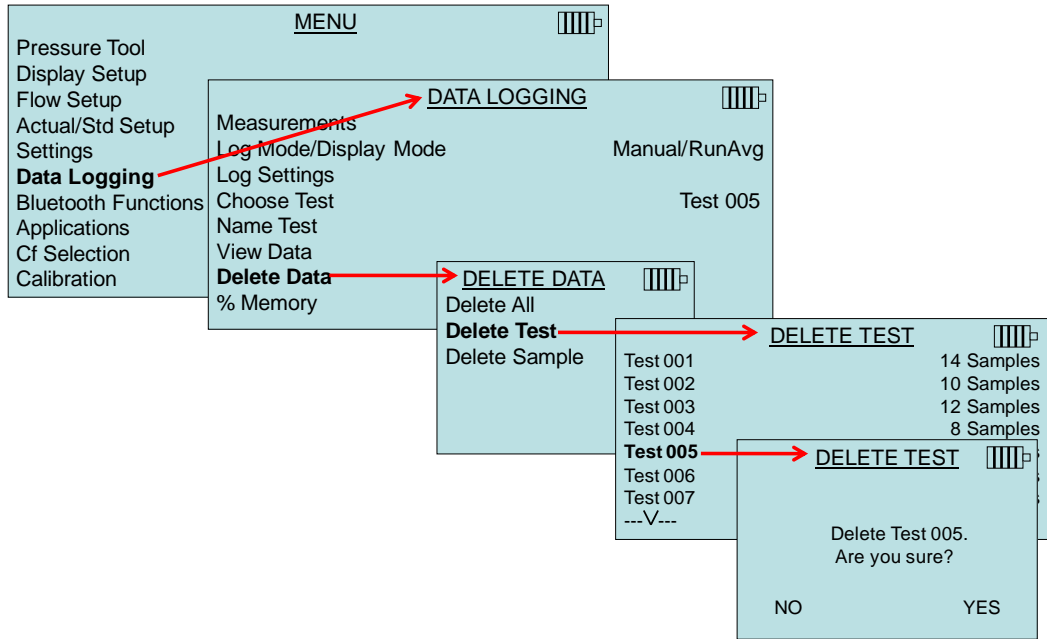 MENU
Pressure Tool
Display Setup
Flow Setup
Actual/Std Setup
Settings
Data Logging
Bluetooth Functions
Applications
Cf Selection
Calibration
DATA LOGGING
Measurements
Log Mode/Display Mode Manual/RunAvg
Log Settings
Choose Test Test 005
Name Test
View Data
Delete Data
% Memory
DELETE DATA
Delete All
Delete Test
Delete Sample
DELETE TEST
Test 001 14 Samples
Test 002 10 Samples
Test 003 12 Samples
Test 004 8 Samples
Test 005
Test 006
Test 007
---V---
DELETE TEST
Delete Test 005.
Are you sure?
NO YES